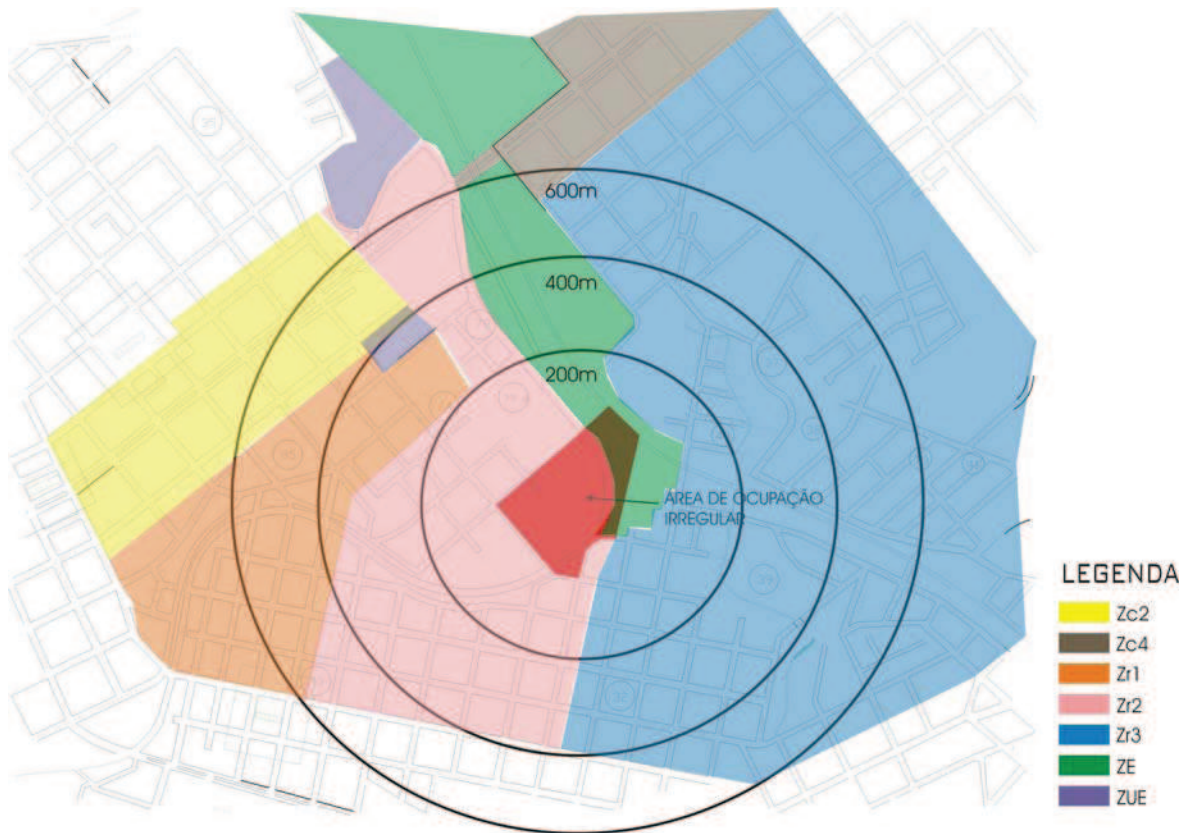 600m
400m
200m
ÁREA DE OCUPAÇÃO
IRREGULAR
LEGENDA
Zc2
Zc4
Zr1
Zr2
Zr3
ZE
ZUE